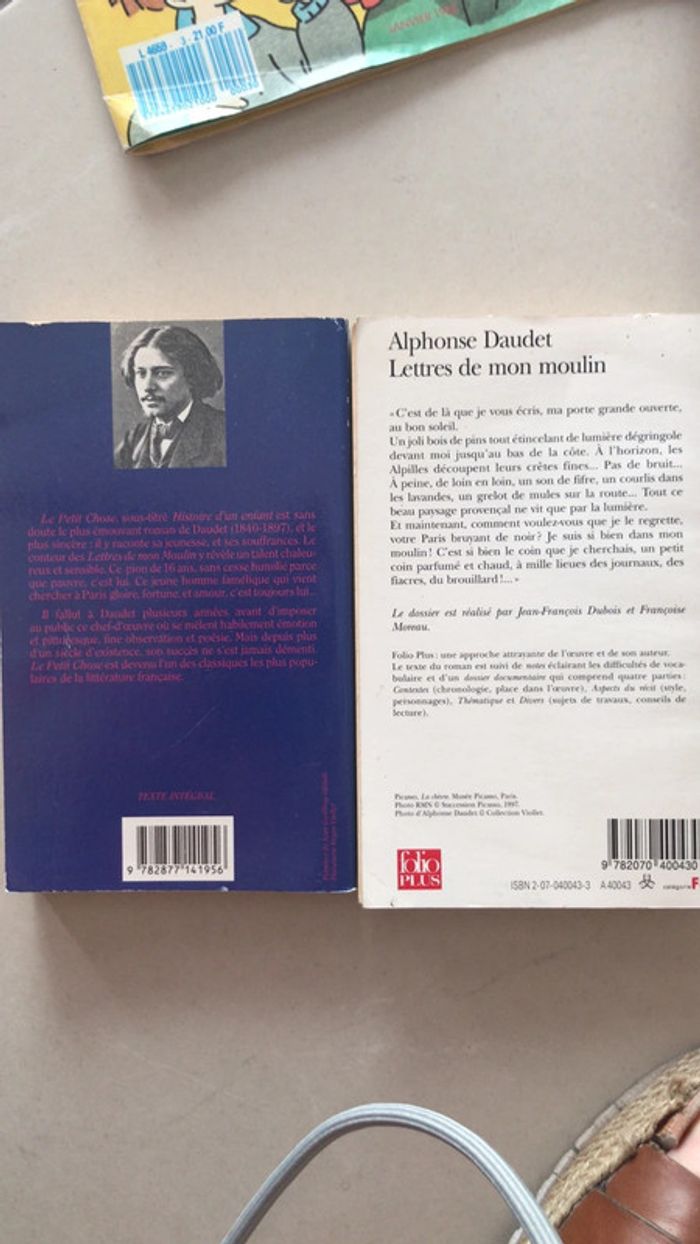 L 4660 - 3 - 21,00 F
JANVIER
Le Petit Chose, sous-titré Histoire d'un enfant est sans
doute le plus émouvant roman de Daudet (1840-1897), et le
plus sincère : il y raconte sa jeunesse, et ses souffrances. Le
conteur des Lettres de mon Moulin y révèle un talent chaleu-
reux et sensible. Ce pion de 16 ans, sans cesse humilié parce
que pauvre, c'est lui. Ce jeune homme famélique qui vient
chercher à Paris gloire, fortune, et amour, c'est toujours lui...
Il fallut à Daudet plusieurs années avant d'imposer
au public ce chef-d'œuvre où se mêlent habilement émotion
et pittoresque, fine observation et poésie. Mais depuis plus
d'un siècle d'existence, son succès ne s'est jamais démenti.
Le Petit Chose est devenu l'un des classiques les plus popu-
laires de la littérature française.
TEXTE INTÉGRAL
9 782877 141956
Alphonse Daudet
Lettres de mon moulin
«C'est de là que je vous écris, ma porte grande ouverte,
au bon soleil.
Un joli bois de pins tout étincelant de lumière dégringole
devant moi jusqu'au bas de la côte. À l'horizon, les
Alpilles découpent leurs crêtes fines... Pas de bruit...
À peine, de loin en loin, un son de fifre, un courlis dans
les lavandes, un grelot de mules sur la route... Tout ce
beau paysage provençal ne vit que par la lumière.
Et maintenant, comment voulez-vous que je le regrette,
votre Paris bruyant de noir? Je suis si bien dans mon
moulin! C'est si bien le coin que je cherchais, un petit
coin parfumé et chaud, à mille lieues des journaux, des
fiacres, du brouillard!...»
Le dossier est réalisé par Jean-François Dubois et Françoise
Moreau.
Folio Plus : une approche attrayante de l'œuvre et de son auteur.
Le texte du roman est suivi de notes éclairant les difficultés de voca-
bulaire et d'un dossier documentaire qui comprend quatre parties :
Contextes (chronologie, place dans l'œuvre), Aspects du récit (style,
personnages), Thématique et Divers (sujets de travaux, conseils de
lecture).
Picasso, La chèvre. Musée Picasso, Paris.
Photo RMN © Succession Picasso, 1997.
Photo d'Alphonse Daudet © Collection Viollet.
folio
PLUS
9 782070 400430
ISBN 2-07-040043-3 A 40043 catégorie F